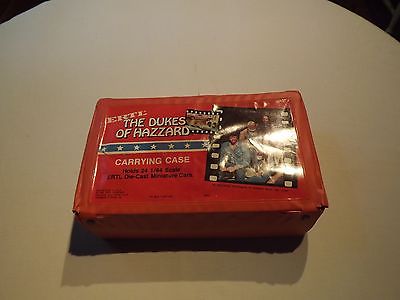 ERTL
THE DUKES
OF HAZZARD
CARRYING CASE
Holds 24 1/64 Scale
ERTL Die-Cast Miniature Cars.